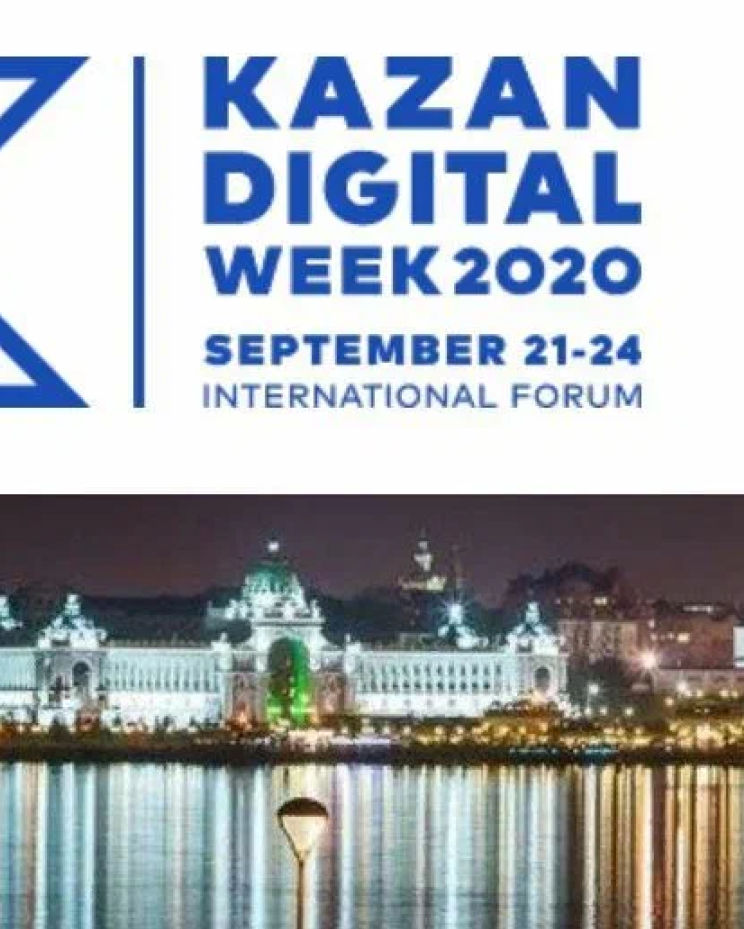 KAZAN
DIGITAL
WEEK 2020
SEPTEMBER 21-24
INTERNATIONAL FORUM